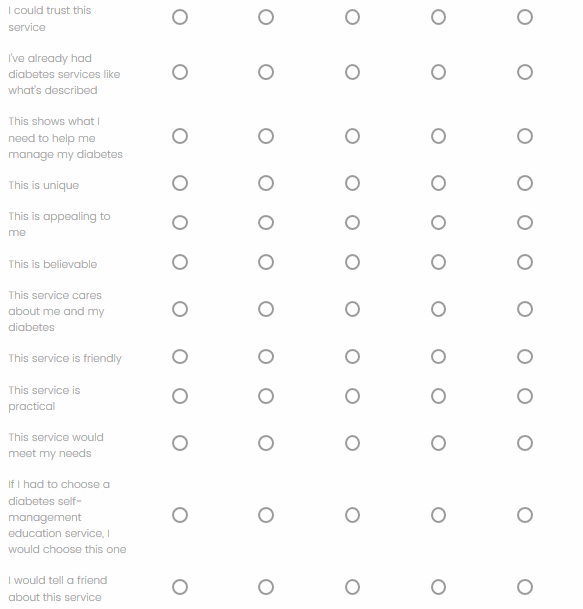 I could trust this
service
I've already had
diabetes services like
what's described
This shows what I
need to help me
manage my diabetes
This is unique
This is appealing to
me
This is believable
This service cares
about me and my
diabetes
This service is friendly
This service is
practical
This service would
meet my needs
If I had to choose a
diabetes self-
management
education service, I
would choose this one
I would tell a friend
about this service